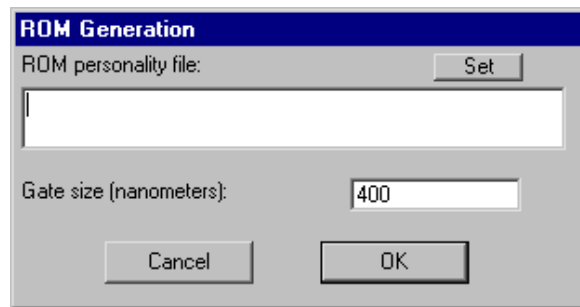 ROM Generation
ROM personality file: Set
Gate size (nanometers): 400
Cancel OK